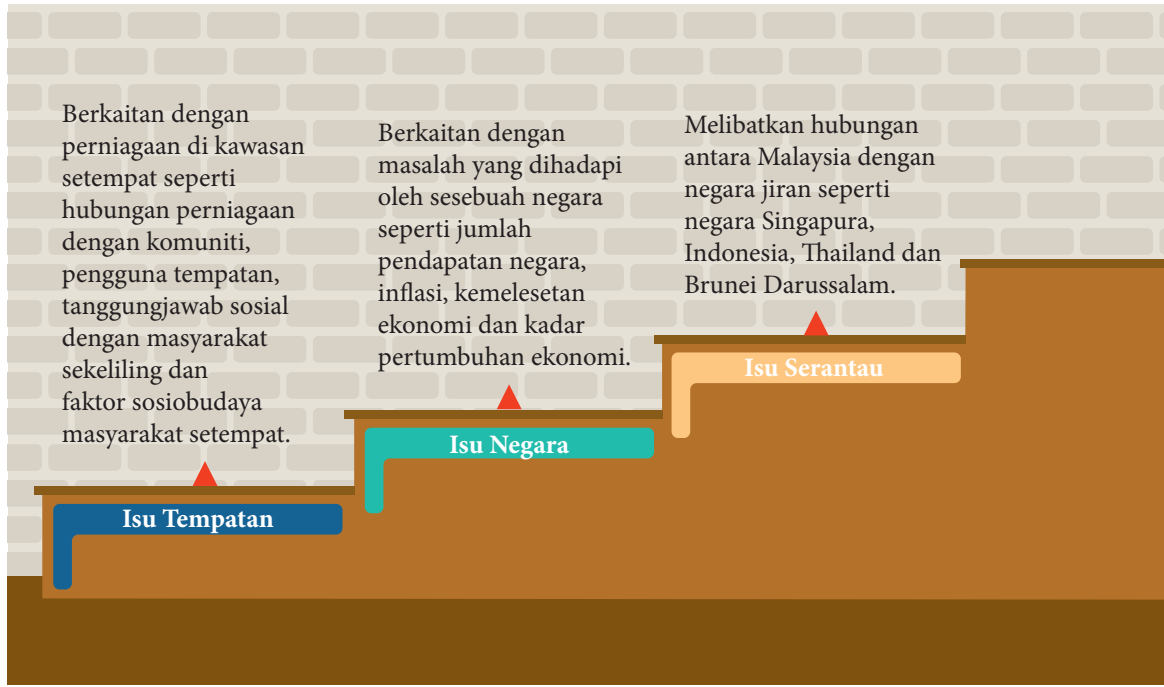 Berkaitan dengan
perniagaan di kawasan
setempat seperti
hubungan perniagaan
dengan komuniti,
pengguna tempatan,
tanggungjawab sosial
dengan masyarakat
sekeliling dan
faktor sosiobudaya
masyarakat setempat.
Isu Tempatan
Berkaitan dengan
masalah yang dihadapi
oleh sesebuah negara
seperti jumlah
pendapatan negara,
inflasi, kemelesetan
ekonomi dan kadar
pertumbuhan ekonomi.
Isu Negara
Melibatkan hubungan
antara Malaysia dengan
negara jiran seperti
negara Singapura,
Indonesia, Thailand dan
Brunei Darussalam.
Isu Serantau